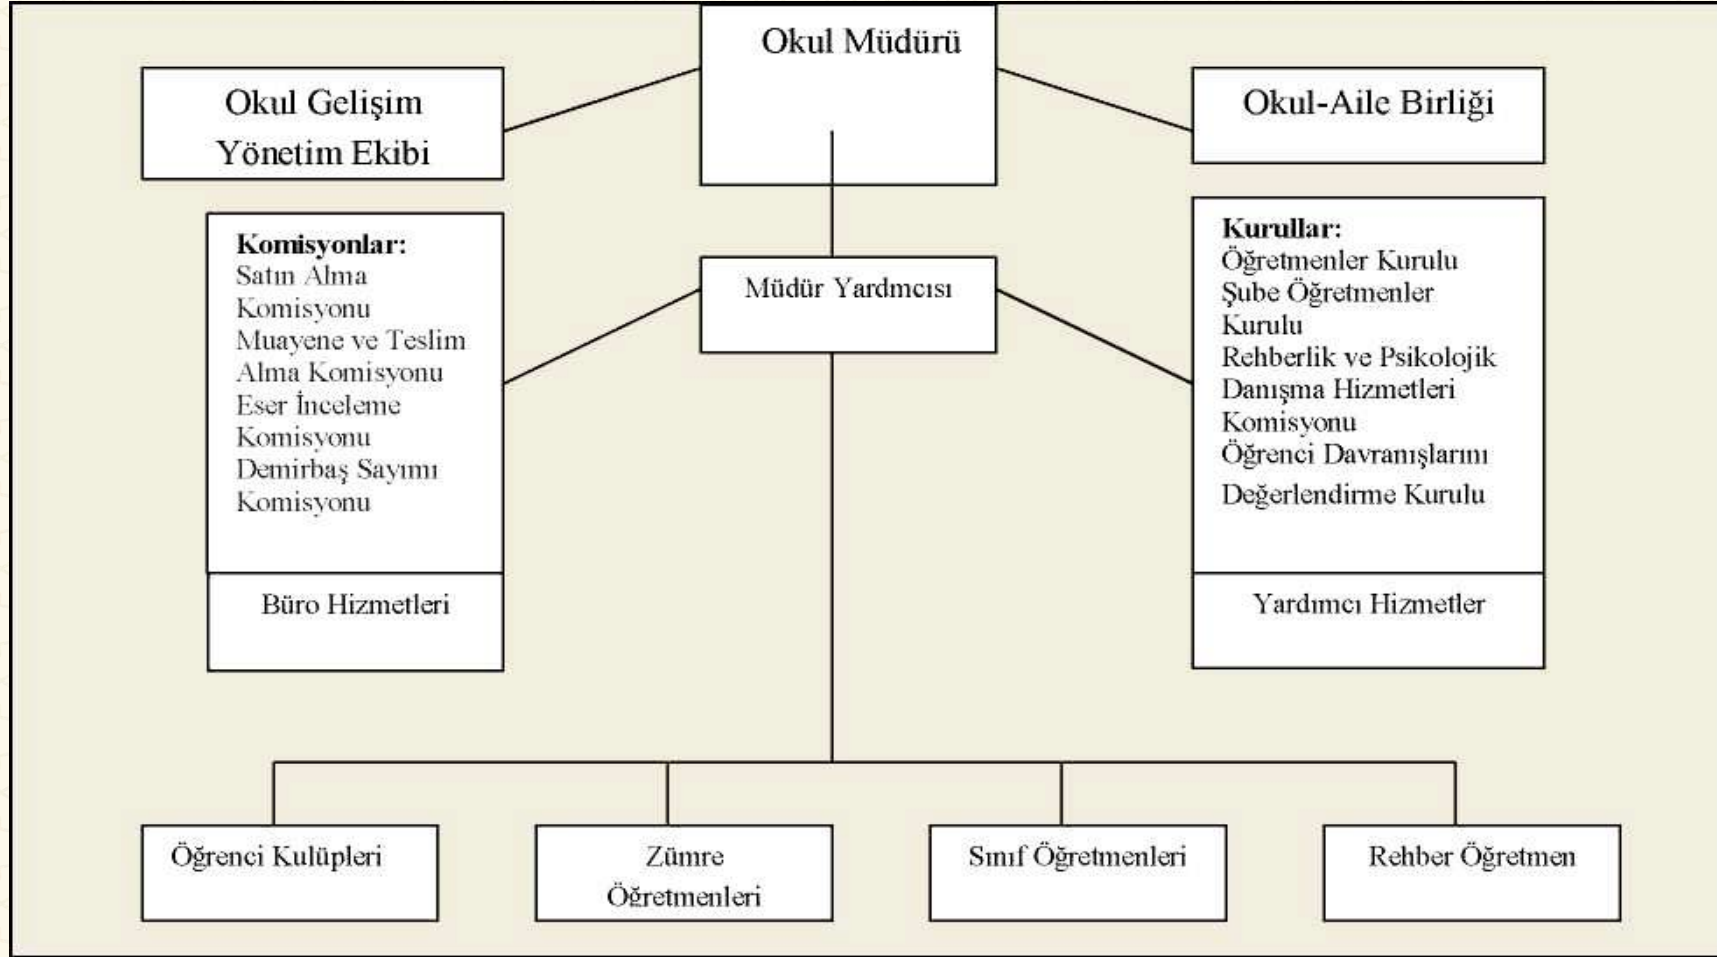 Okul Müdürü
Okul Gelişim
Yönetim Ekibi
Okul-Aile Birliği
Komisyonlar:
Satın Alma
Komisyonu
Muayene ve Teslim
Alma Komisyonu
Eser İnceleme
Komisyonu
Demirbaş Sayımı
Komisyonu
Büro Hizmetleri
Müdür Yardmcısı
Kurullar:
Öğretmenler Kurulu
Şube Öğretmenler
Kurulu
Rehberlik ve Psikolojik
Danışma Hizmetleri
Komisyonu
Öğrenci Davranışlarını
Değerlendirme Kurulu
Yardımcı Hizmetler
Öğrenci Kulüpleri
Zümre
Öğretmenleri
Sınıf Öğretmenleri
Rehber Öğretmen